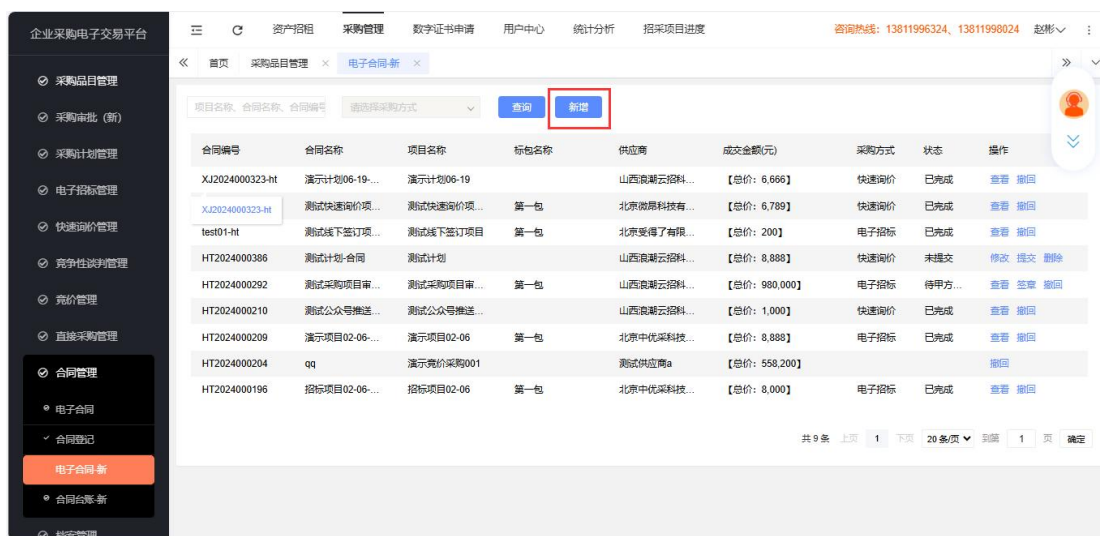 企业采购电子交易平台
资产招租 采购管理 数字证书申请 用户中心 统计分析 招采项目进度 咨询热线：13811996324、13811998024 赵彬
首页 采购品目管理 × 电子合同-新 ×
采购品目管理
采购审批（新）
采购计划管理
电子招标管理
快速询价管理
竞争性谈判管理
竞价管理
直接采购管理
合同管理
电子合同
合同登记
电子合同-新
合同台账-新
档案管理
项目名称、合同名称、合同编号 请选择采购方式 查询 新增
合同编号 合同名称 项目名称 标包名称 供应商 成交金额(元) 采购方式 状态 操作
XJ2024000323-ht 演示计划06-19-... 演示计划06-19 山西浪潮云招科... 【总价: 6,666】 快速询价 已完成 查看 撤回
XJ2024000323-ht 测试快速询价项... 测试快速询价项... 第一包 北京微昂科技有... 【总价: 6,789】 快速询价 已完成 查看 撤回
test01-ht 测试线下签订项... 测试线下签订项目 第一包 北京受得了有限... 【总价: 200】 电子招标 已完成 查看 撤回
HT2024000386 测试计划-合同 测试计划 山西浪潮云招科... 【总价: 8,888】 快速询价 未提交 修改 提交 删除
HT2024000292 测试采购项目审... 测试采购项目审... 第一包 山西浪潮云招科... 【总价: 980,000】 电子招标 待甲方... 查看 签章 撤回
HT2024000210 测试公众号推送... 测试公众号推送... 山西浪潮云招科... 【总价: 1,000】 快速询价 已完成 查看 撤回
HT2024000209 演示项目02-06-... 演示项目02-06 第一包 北京中优采科技... 【总价: 8,888】 电子招标 已完成 查看 撤回
HT2024000204 qq 演示竞价采购001 测试供应商a 【总价: 558,200】 撤回
HT2024000196 招标项目02-06-... 招标项目02-06 第一包 北京中优采科技... 【总价: 8,000】 电子招标 已完成 查看 撤回
共 9 条 上页 1 下页 20 条/页 到第 1 页 确定